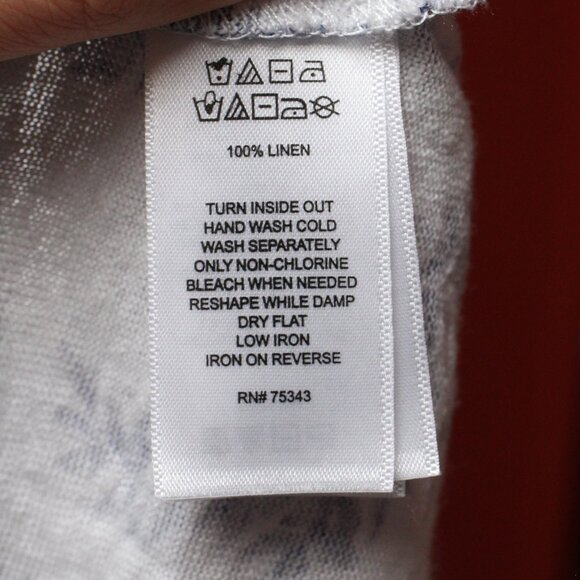 100% LINEN
TURN INSIDE OUT
HAND WASH COLD
WASH SEPARATELY
ONLY NON-CHLORINE
BLEACH WHEN NEEDED
RESHAPE WHILE DAMP
DRY FLAT
LOW IRON
IRON ON REVERSE
RN# 75343